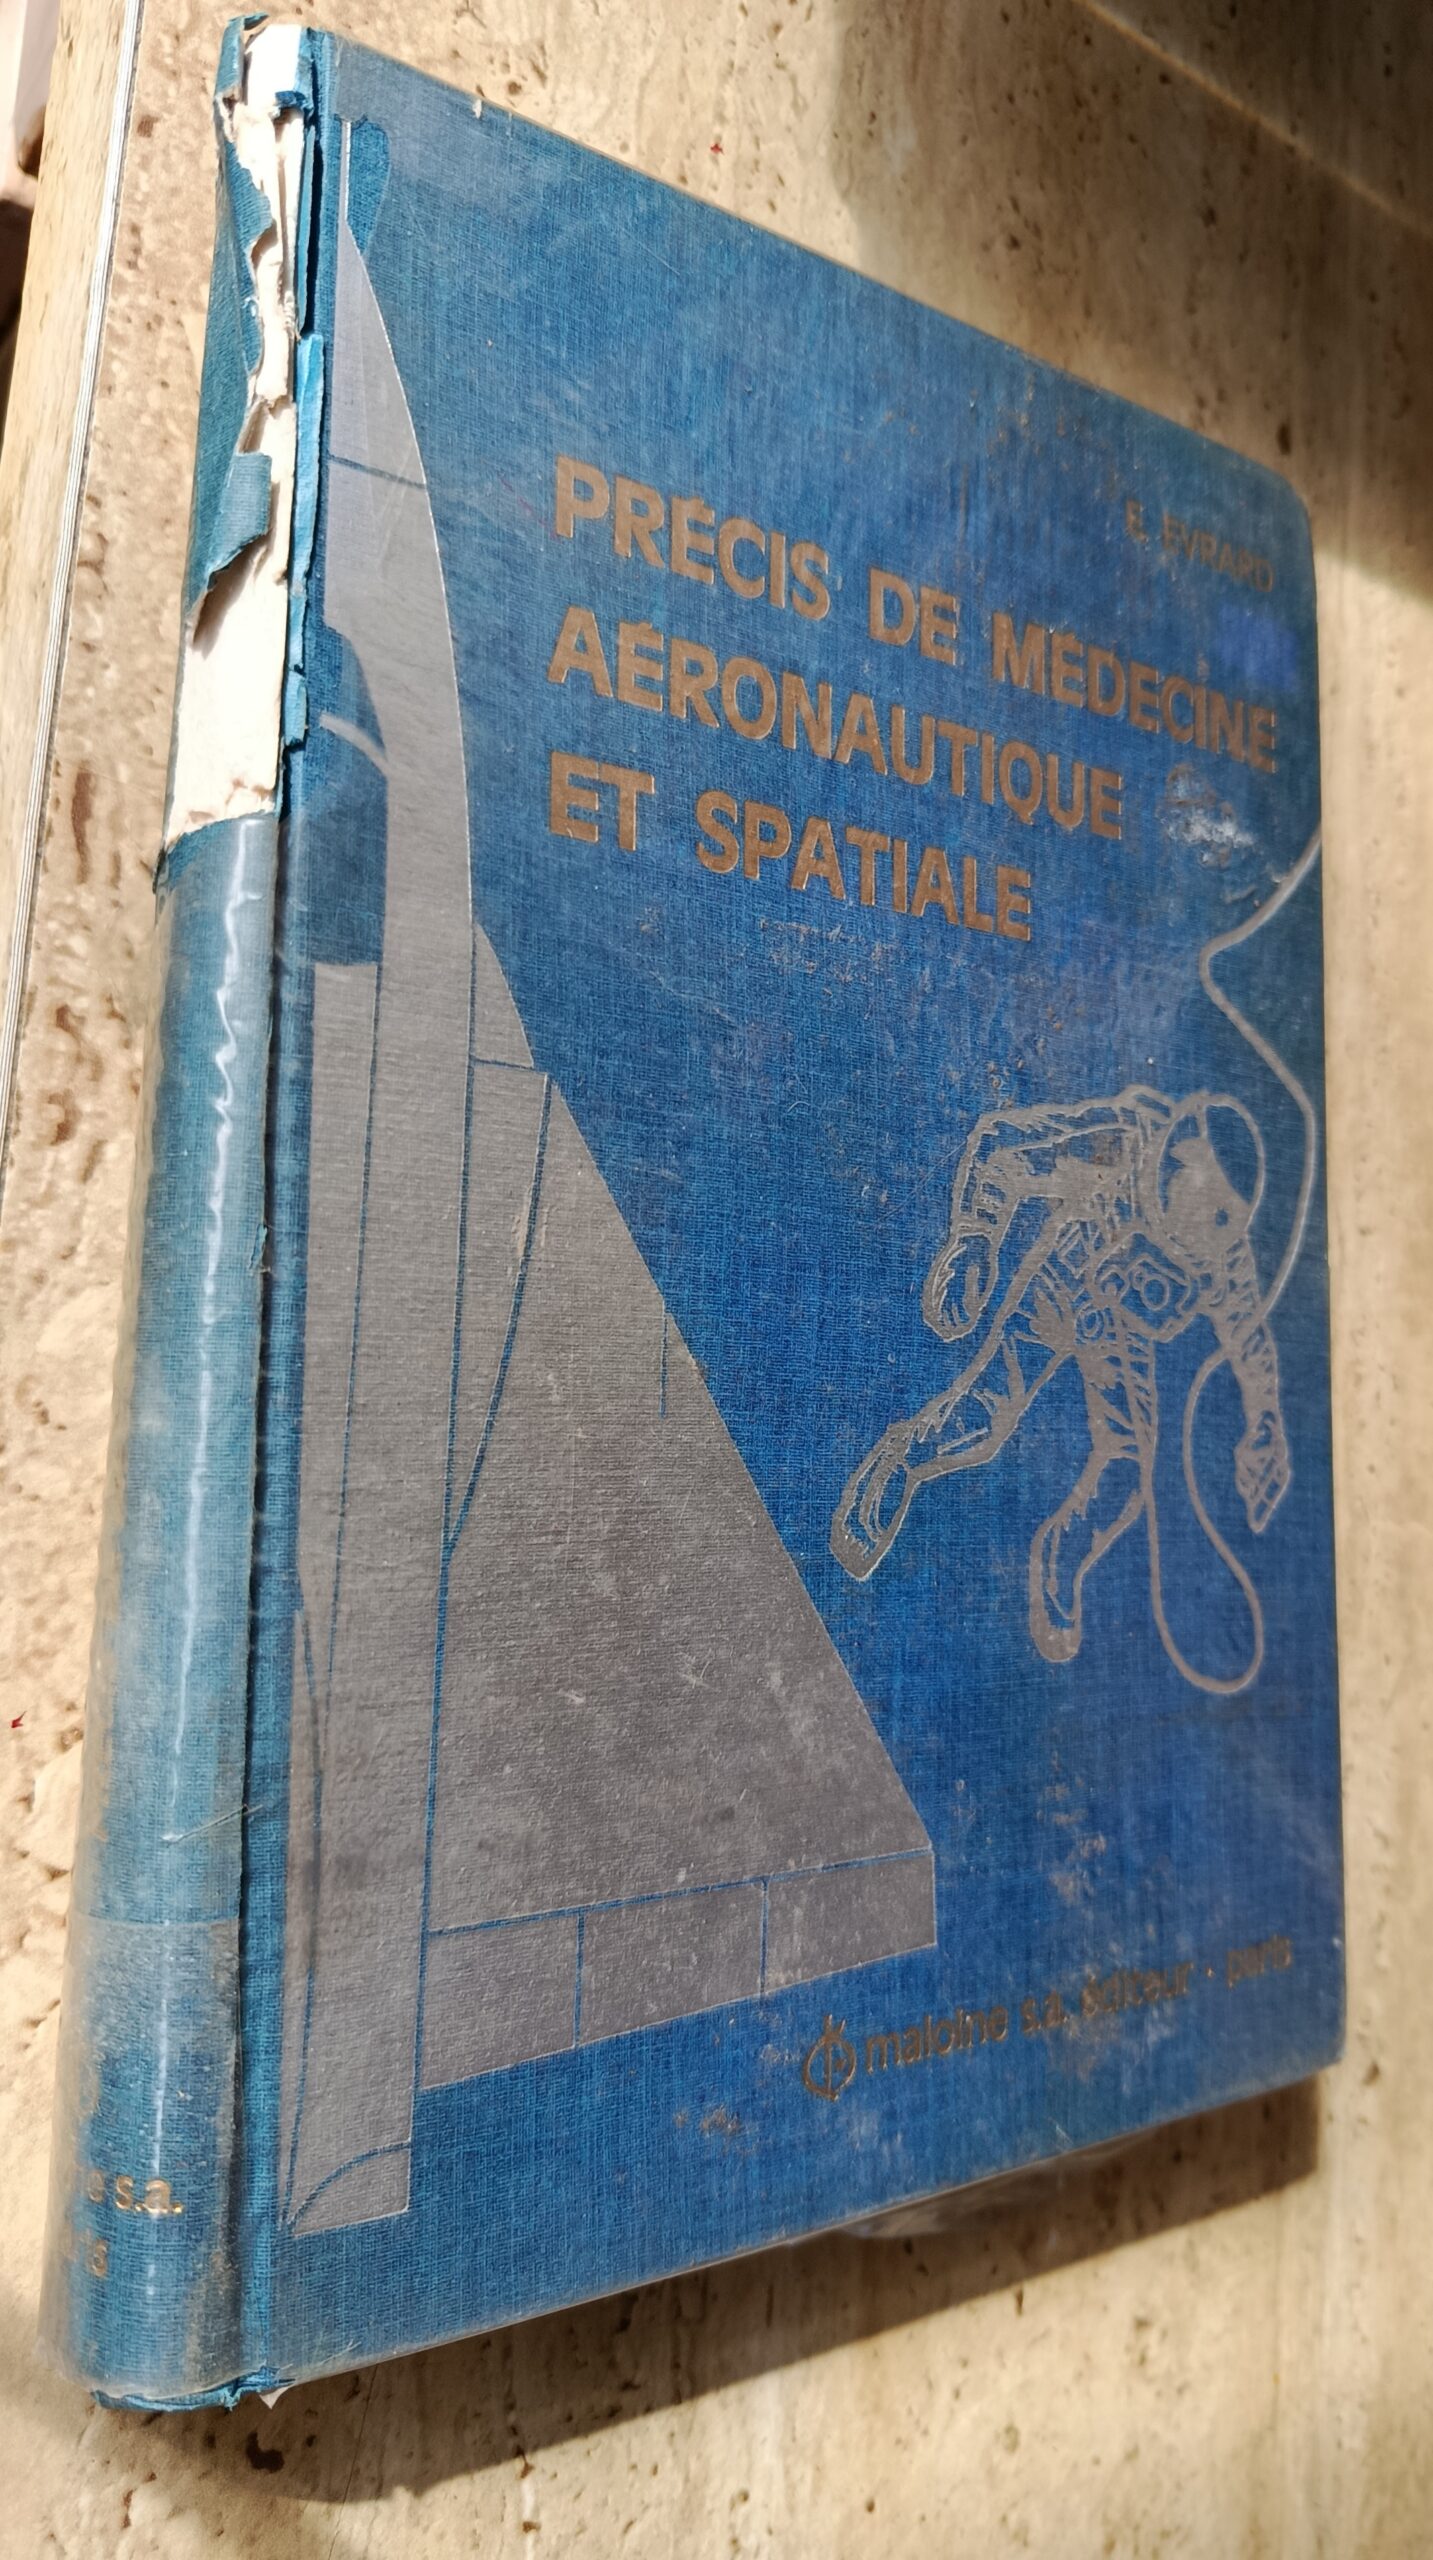 E. EVRARD
PRÉCIS DE MÉDECINE
AÉRONAUTIQUE
ET SPATIALE
maloine s.a. éditeur . paris
e s.a.